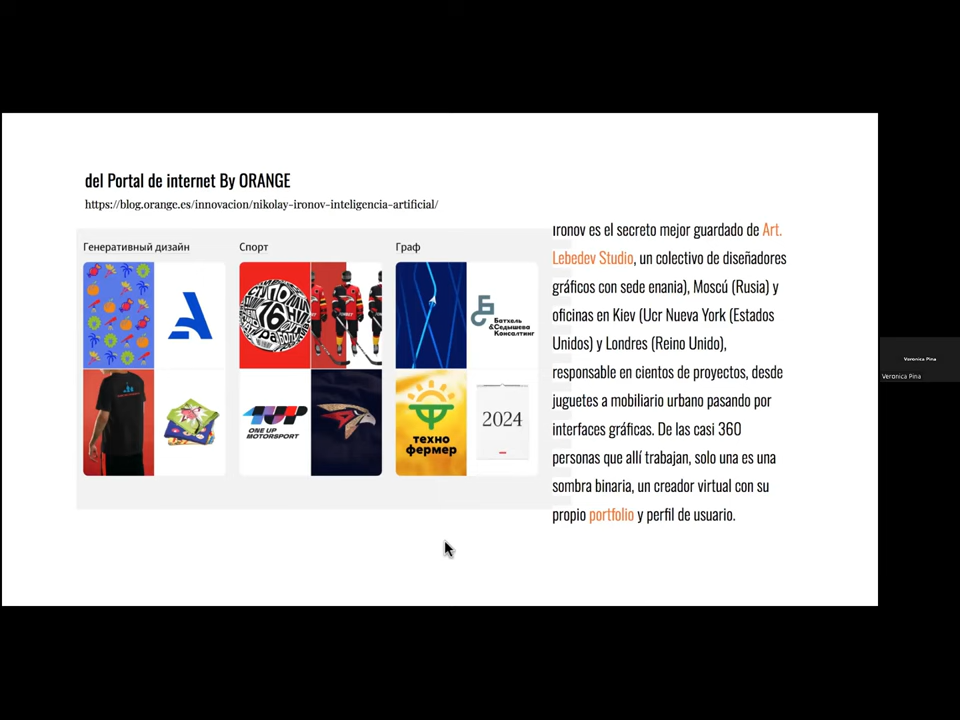 del Portal de internet By ORANGE
https://blog.orange.es/innovacion/nikolay-ironov-inteligencia-artificial/
Генеративный дизайн
Спорт
Граф
16
1UP
ONE UP
MOTORSPORT
Батхель
&Седышева
Консалтинг
техно
фермер
2024
Ironov es el secreto mejor guardado de Art.
Lebedev Studio, un colectivo de diseñadores
gráficos con sede enania), Moscú (Rusia) y
oficinas en Kiev (Ucr Nueva York (Estados
Unidos) y Londres (Reino Unido),
responsable en cientos de proyectos, desde
juguetes a mobiliario urbano pasando por
interfaces gráficas. De las casi 360
personas que allí trabajan, solo una es una
sombra binaria, un creador virtual con su
propio portfolio y perfil de usuario.
Veronica Pina
Veronica Pina